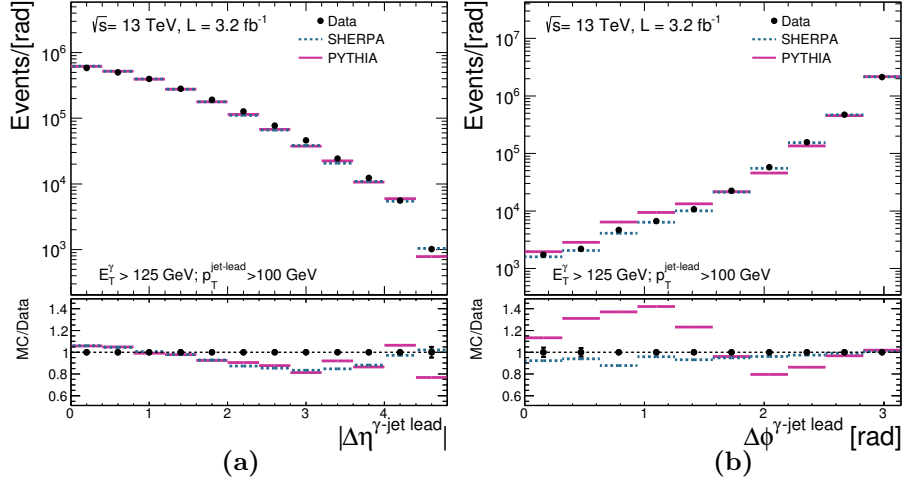 Events/[rad]
√s= 13 TeV, L = 3.2 fb⁻¹
Data
SHERPA
PYTHIA
10⁶
10⁵
10⁴
10³
E_T^γ > 125 GeV; p_T^jet-lead >100 GeV
MC/Data
1.4
1.2
1
0.8
0.6
0 1 2 3 4
|Δη^γ-jet lead|
(a)
Events/[rad]
√s= 13 TeV, L = 3.2 fb⁻¹
Data
SHERPA
PYTHIA
10⁷
10⁶
10⁵
10⁴
10³
E_T^γ > 125 GeV; p_T^jet-lead >100 GeV
MC/Data
1.4
1.2
1
0.8
0.6
0 1 2 3
Δϕ^γ-jet lead [rad]
(b)